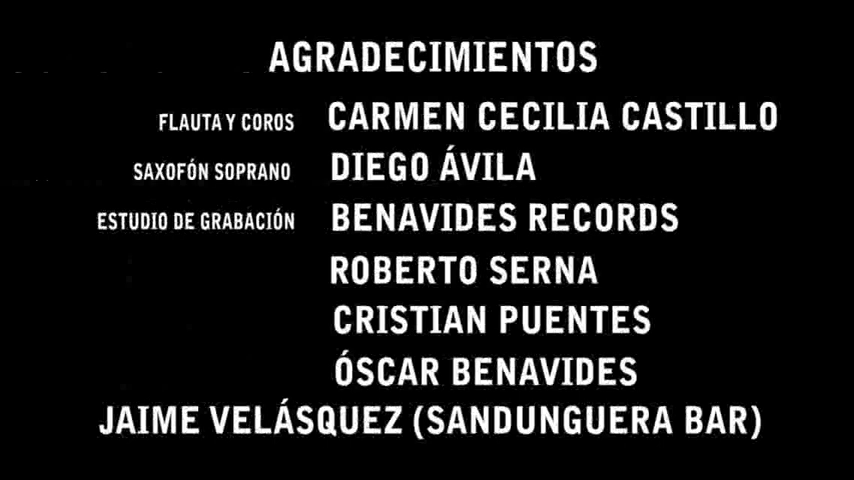 AGRADECIMIENTOS
FLAUTA Y COROS CARMEN CECILIA CASTILLO
SAXOFÓN SOPRANO DIEGO ÁVILA
ESTUDIO DE GRABACIÓN BENAVIDES RECORDS
ROBERTO SERNA
CRISTIAN PUENTES
ÓSCAR BENAVIDES
JAIME VELÁSQUEZ (SANDUNGUERA BAR)